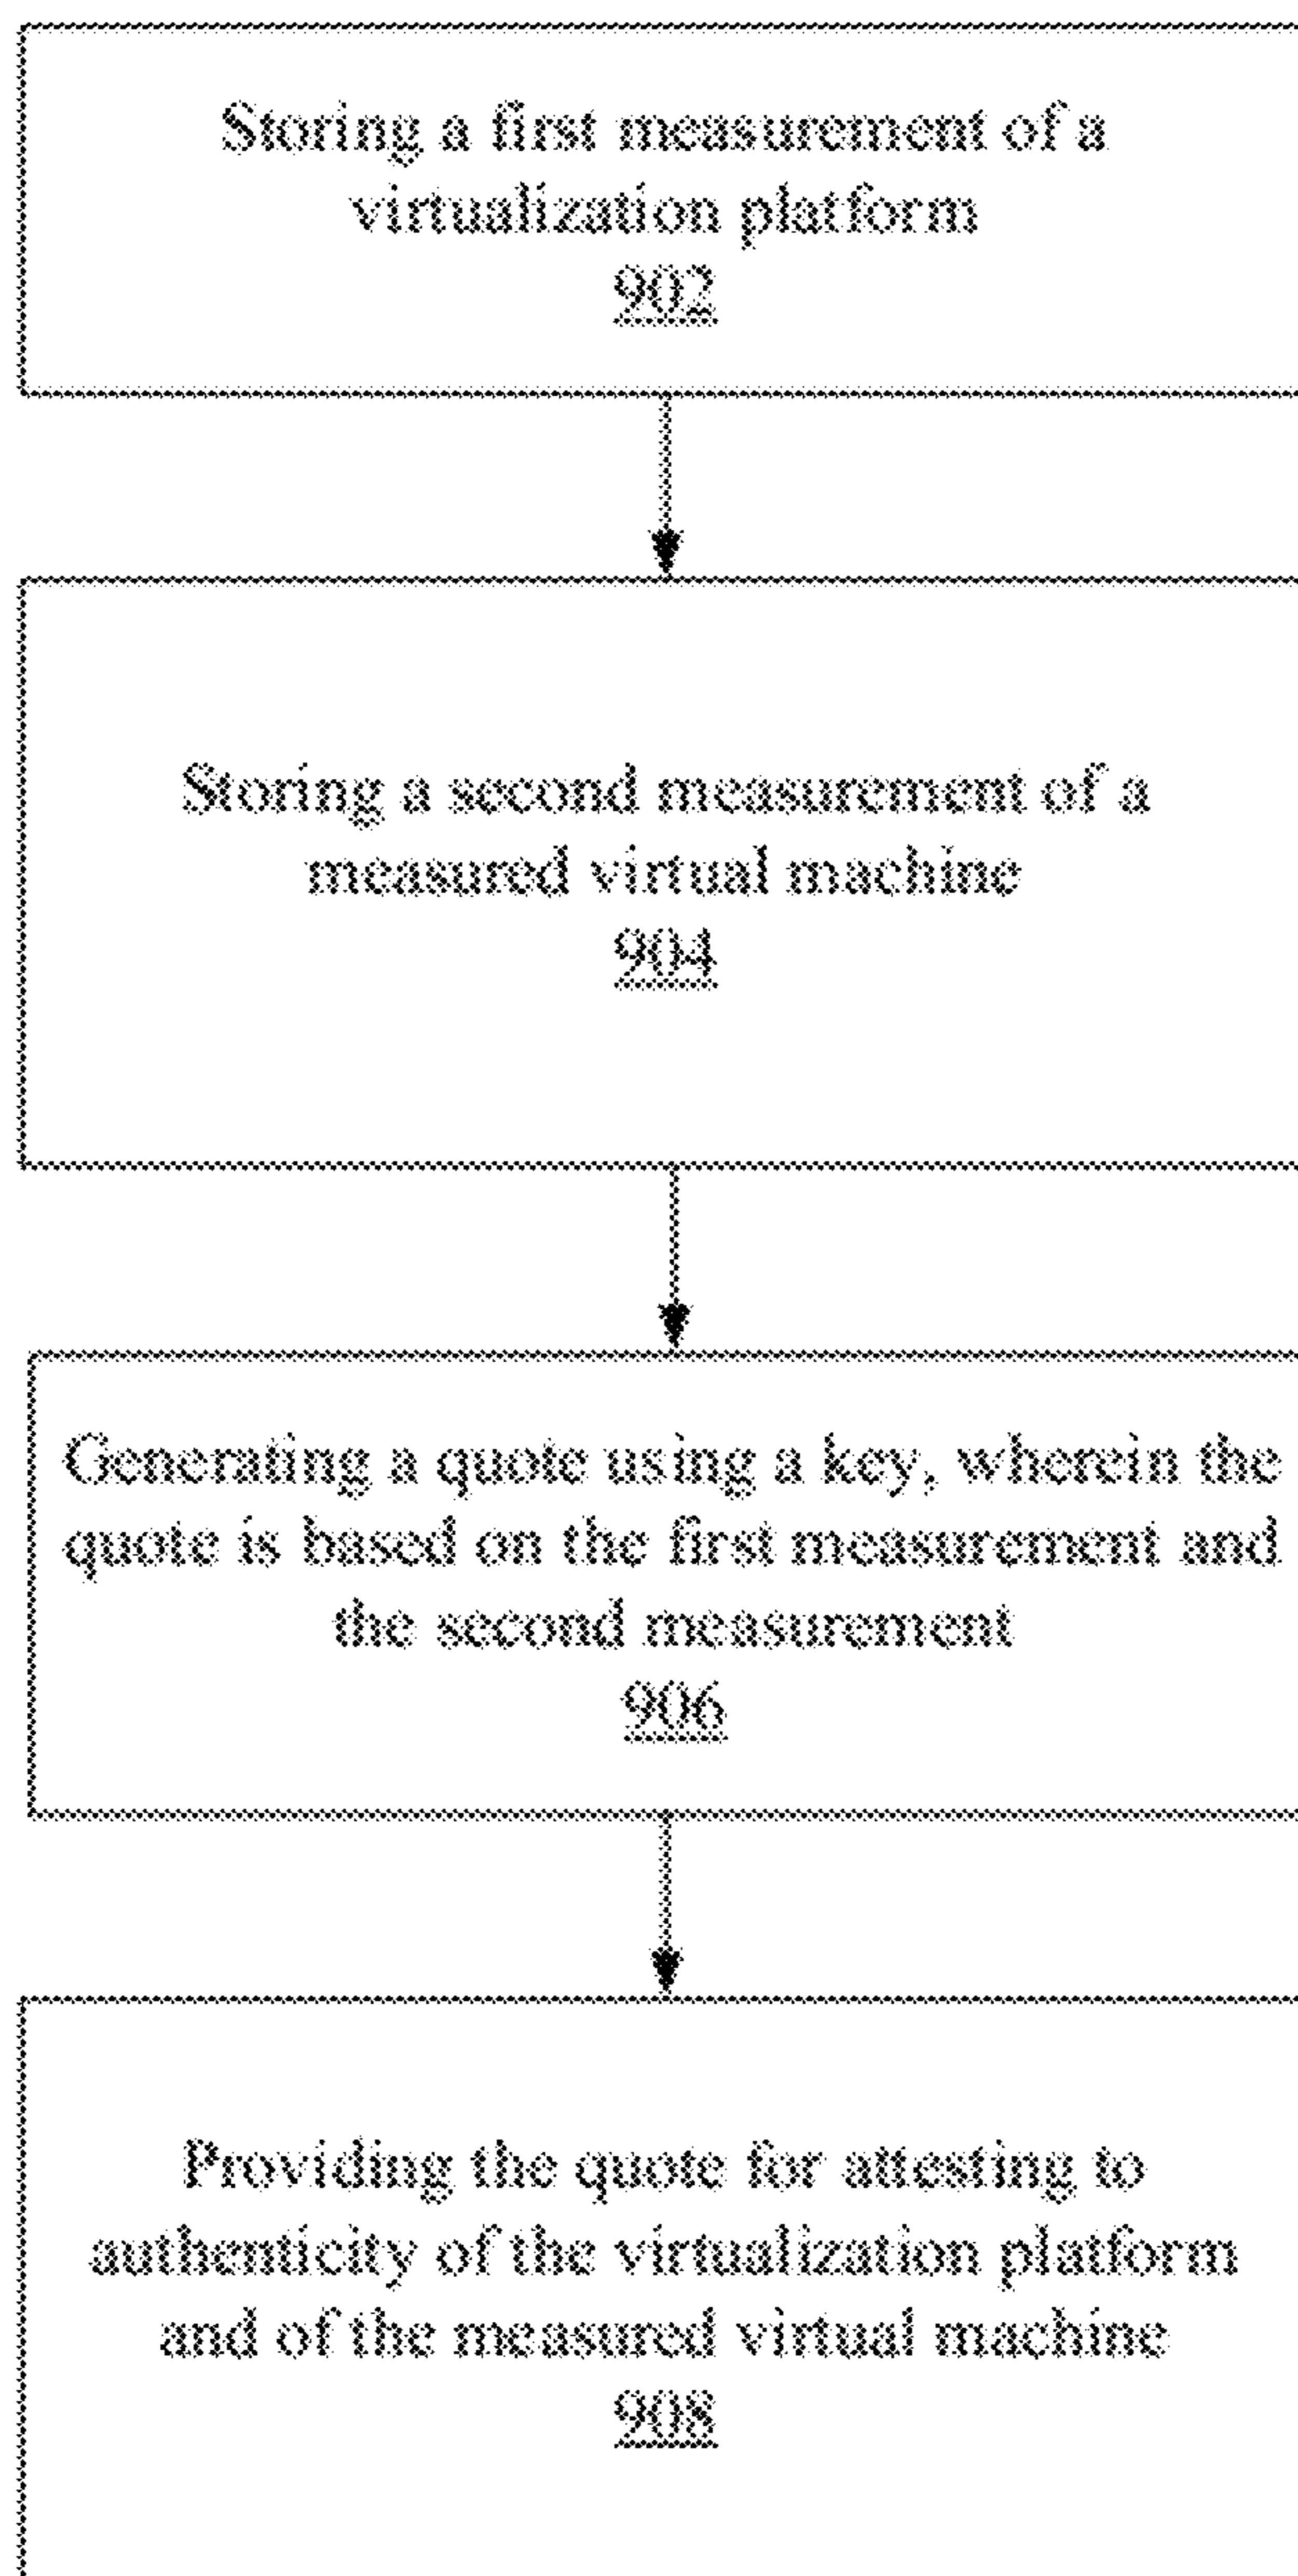 Storing a first measurement of a
virtualization platform
902
Storing a second measurement of a
measured virtual machine
904
Generating a quote using a key, wherein the
quote is based on the first measurement and
the second measurement
906
Providing the quote for attesting to
authenticity of the virtualization platform
and of the measured virtual machine
908